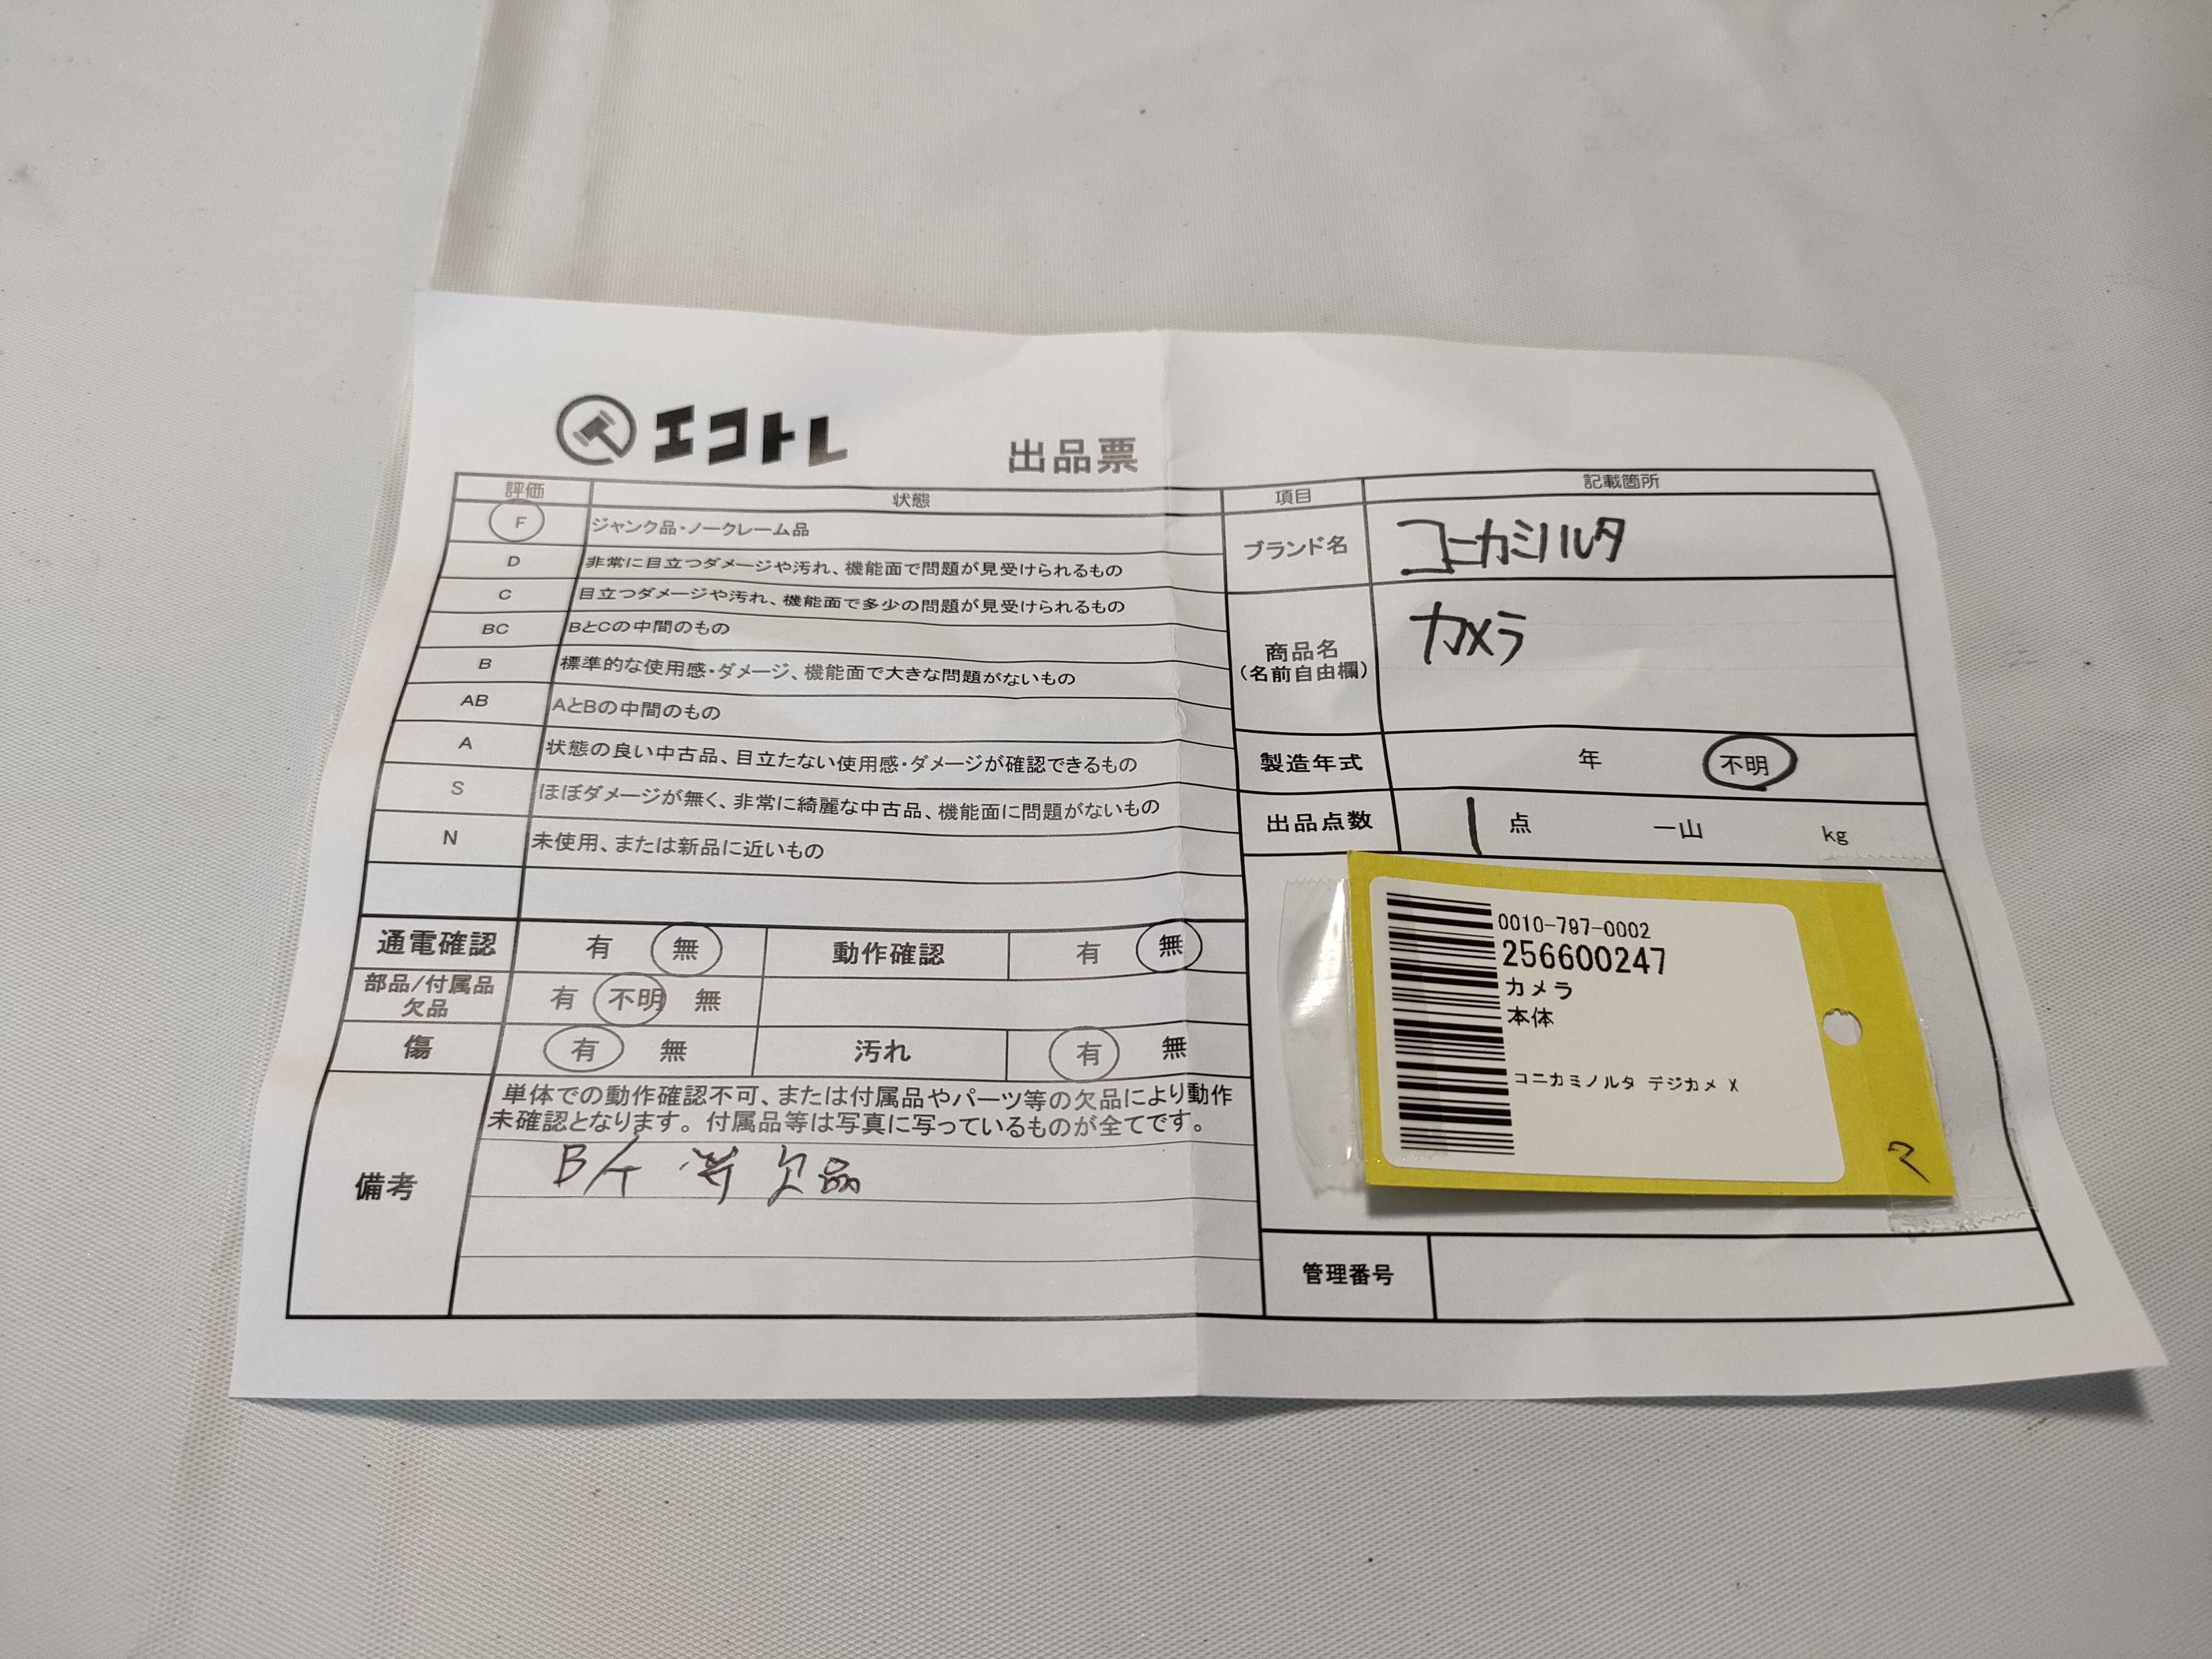 エコトレ 出品票
評価 状態
F ジャンク品・ノークレーム品
D 非常に目立つダメージや汚れ、機能面で問題が見受けられるもの
C 目立つダメージや汚れ、機能面で多少の問題が見受けられるもの
BC BとCの中間のもの
B 標準的な使用感・ダメージ、機能面で大きな問題がないもの
AB AとBの中間のもの
A 状態の良い中古品、目立たない使用感・ダメージが確認できるもの
S ほぼダメージが無く、非常に綺麗な中古品、機能面に問題がないもの
N 未使用、または新品に近いもの
通電確認 有 無 動作確認 有 無
部品/付属品
欠品 有 不明 無
傷 有 無 汚れ 有 無
備考
単体での動作確認不可、または付属品やパーツ等の欠品により動作
未確認となります。付属品等は写真に写っているものが全てです。
Bケ 等 欠品
項目 記載箇所
ブランド名 コニカミノルタ
商品名
(名前自由欄) カメラ
製造年式 年 不明
出品点数 1 点 一山 kg
0010-797-0002
256600247
カメラ
本体
コニカミノルタ デジカメ X
管理番号